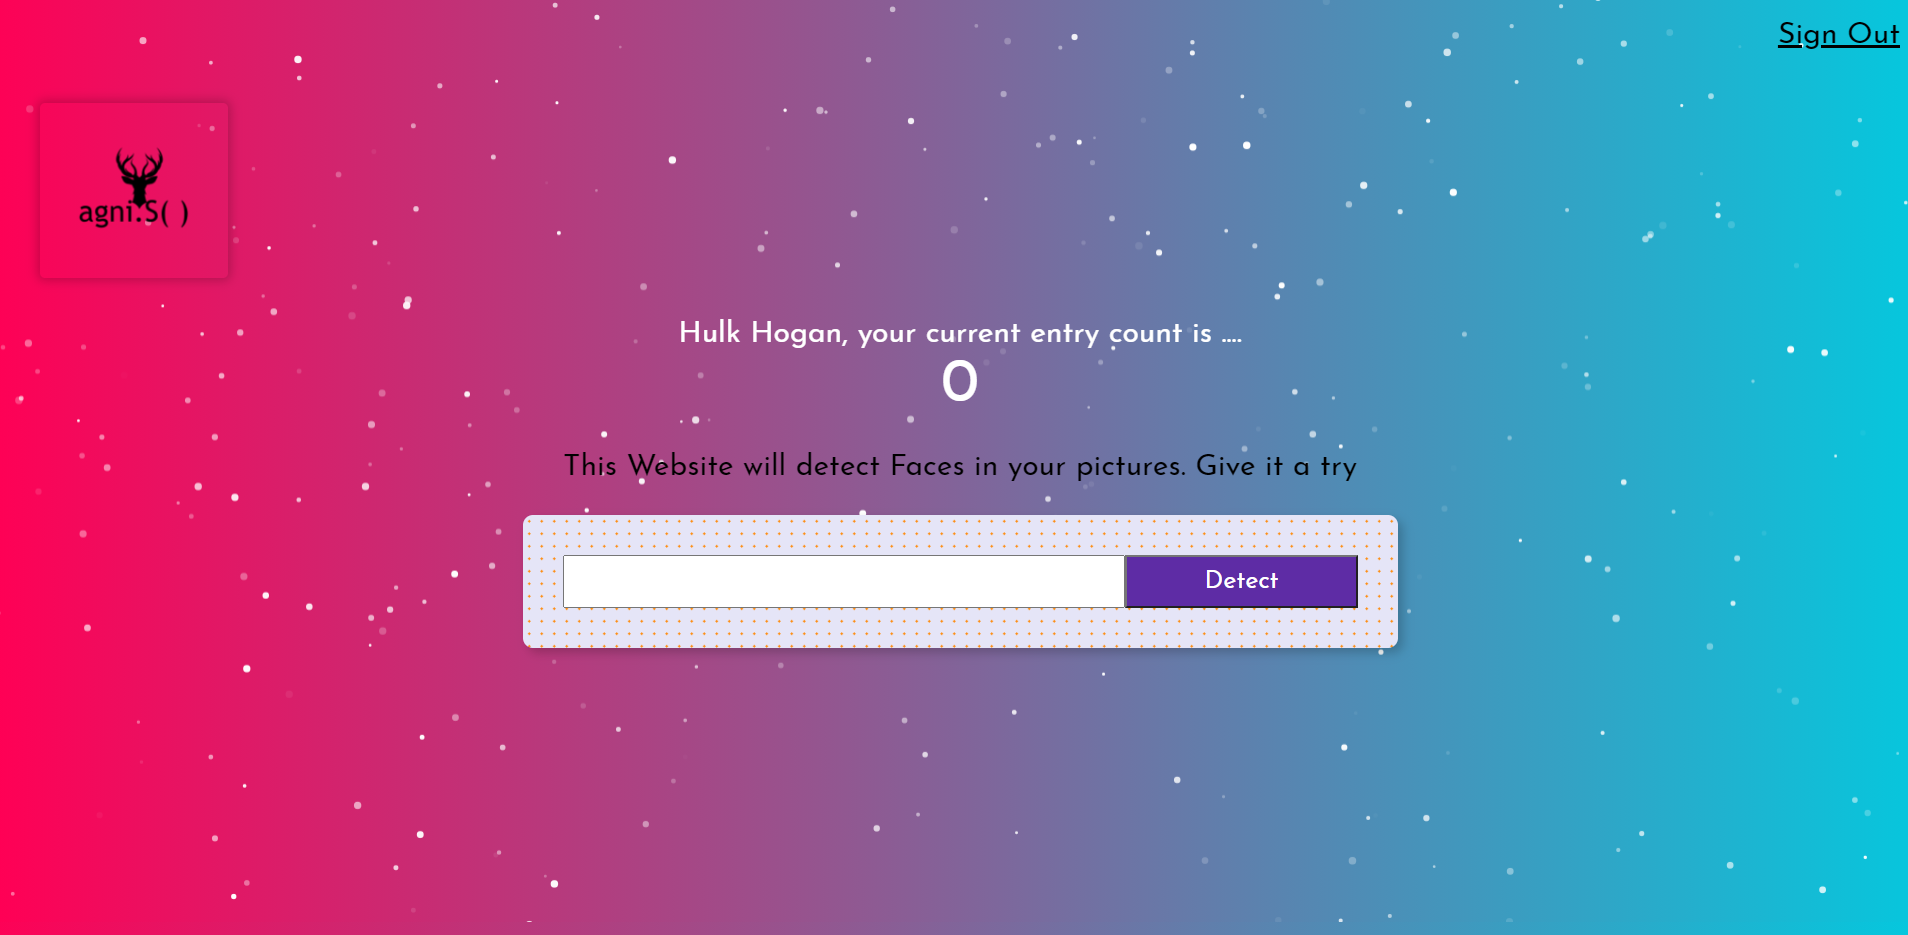 Sign Out
agni.S( )
Hulk Hogan, your current entry count is ....
0
This Website will detect Faces in your pictures. Give it a try
Detect